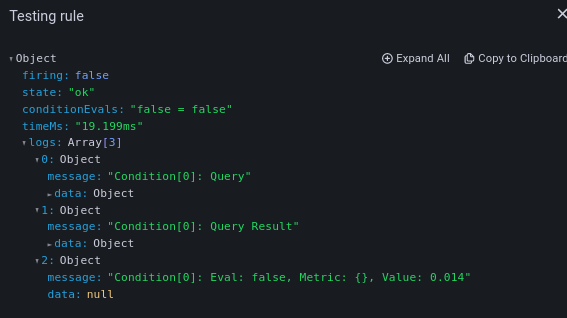 Testing rule
Object
Expand All
Copy to Clipboard
firing: false
state: "ok"
conditionEvals: "false = false"
timeMs: "19.199ms"
logs: Array[3]
0: Object
message: "Condition[0]: Query"
data: Object
1: Object
message: "Condition[0]: Query Result"
data: Object
2: Object
message: "Condition[0]: Eval: false, Metric: {}, Value: 0.014"
data: null